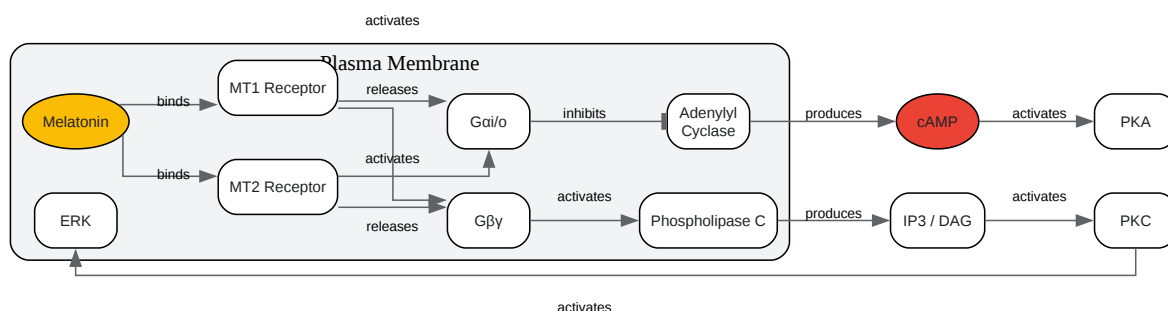 activates
Plasma Membrane
MT1 Receptor
releases
binds
Melatonin
Gαi/o
inhibits
Adenylyl
Cyclase
produces
cAMP
activates
PKA
activates
binds
MT2 Receptor
ERK
releases
Gβγ
activates
Phospholipase C
produces
IP3 / DAG
activates
PKC
activates